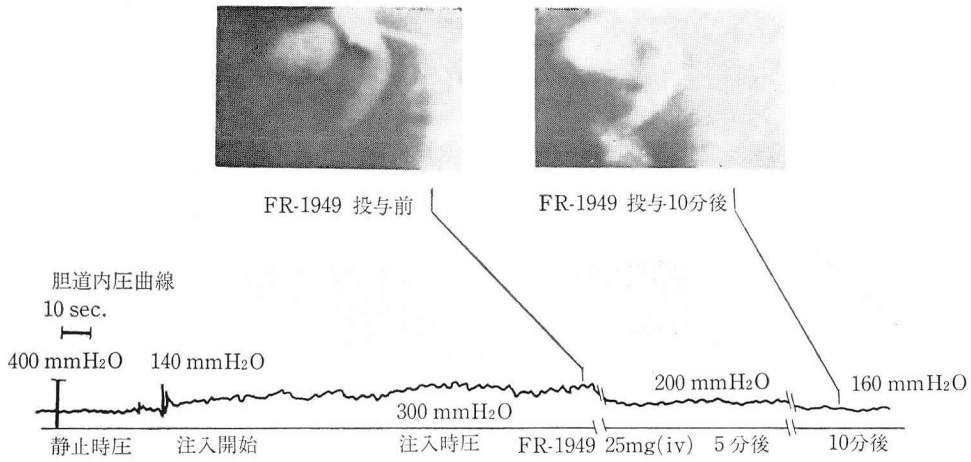 FR-1949 投与前
FR-1949 投与10分後
胆道内圧曲線
10 sec.
400 mmH₂O
140 mmH₂O
300 mmH₂O
200 mmH₂O
160 mmH₂O
静止時圧
注入開始
注入時圧
FR-1949 25mg(iv)
5分後
10分後